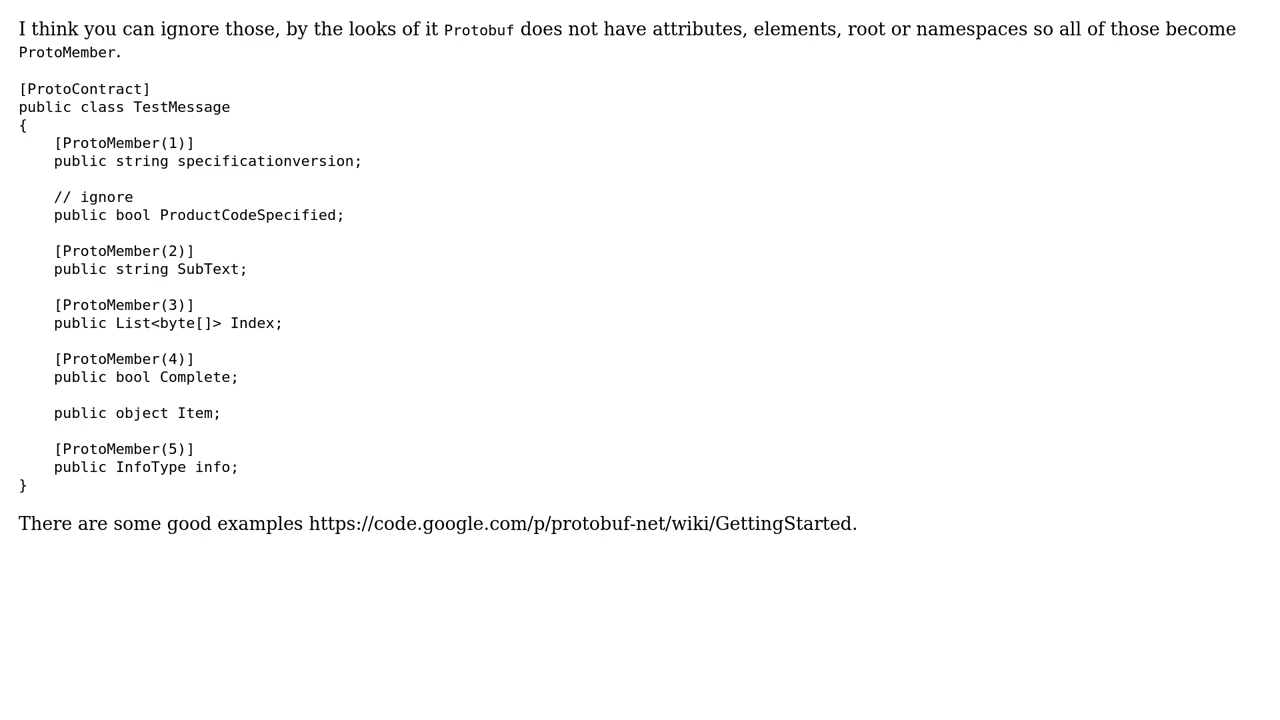 I think you can ignore those, by the looks of it Protobuf does not have attributes, elements, root or namespaces so all of those become
ProtoMember.
[ProtoContract]
public class TestMessage
{
    [ProtoMember(1)]
    public string specificationversion;
    // ignore
    public bool ProductCodeSpecified;
    [ProtoMember(2)]
    public string SubText;
    [ProtoMember(3)]
    public List<byte[]> Index;
    [ProtoMember(4)]
    public bool Complete;
    public object Item;
    [ProtoMember(5)]
    public InfoType info;
}
There are some good examples https://code.google.com/p/protobuf-net/wiki/GettingStarted.